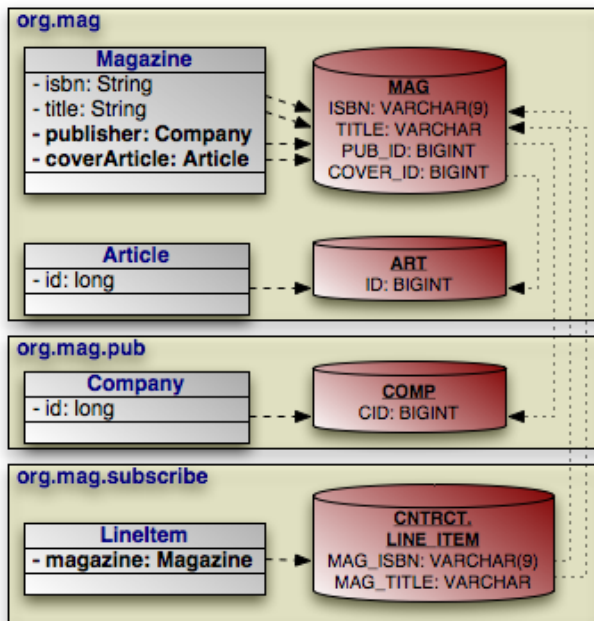 org.mag
Magazine
- isbn: String
- title: String
- publisher: Company
- coverArticle: Article
MAG
ISBN: VARCHAR(9)
TITLE: VARCHAR
PUB_ID: BIGINT
COVER_ID: BIGINT
Article
- id: long
ART
ID: BIGINT
org.mag.pub
Company
- id: long
COMP
CID: BIGINT
org.mag.subscribe
LineItem
- magazine: Magazine
CNTRCT.
LINE_ITEM
MAG_ISBN: VARCHAR(9)
MAG_TITLE: VARCHAR